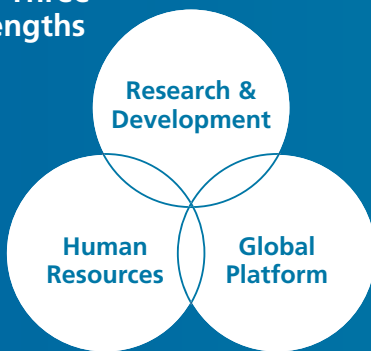 Three
engths
Research &
Development
Human
Resources
Global
Platform